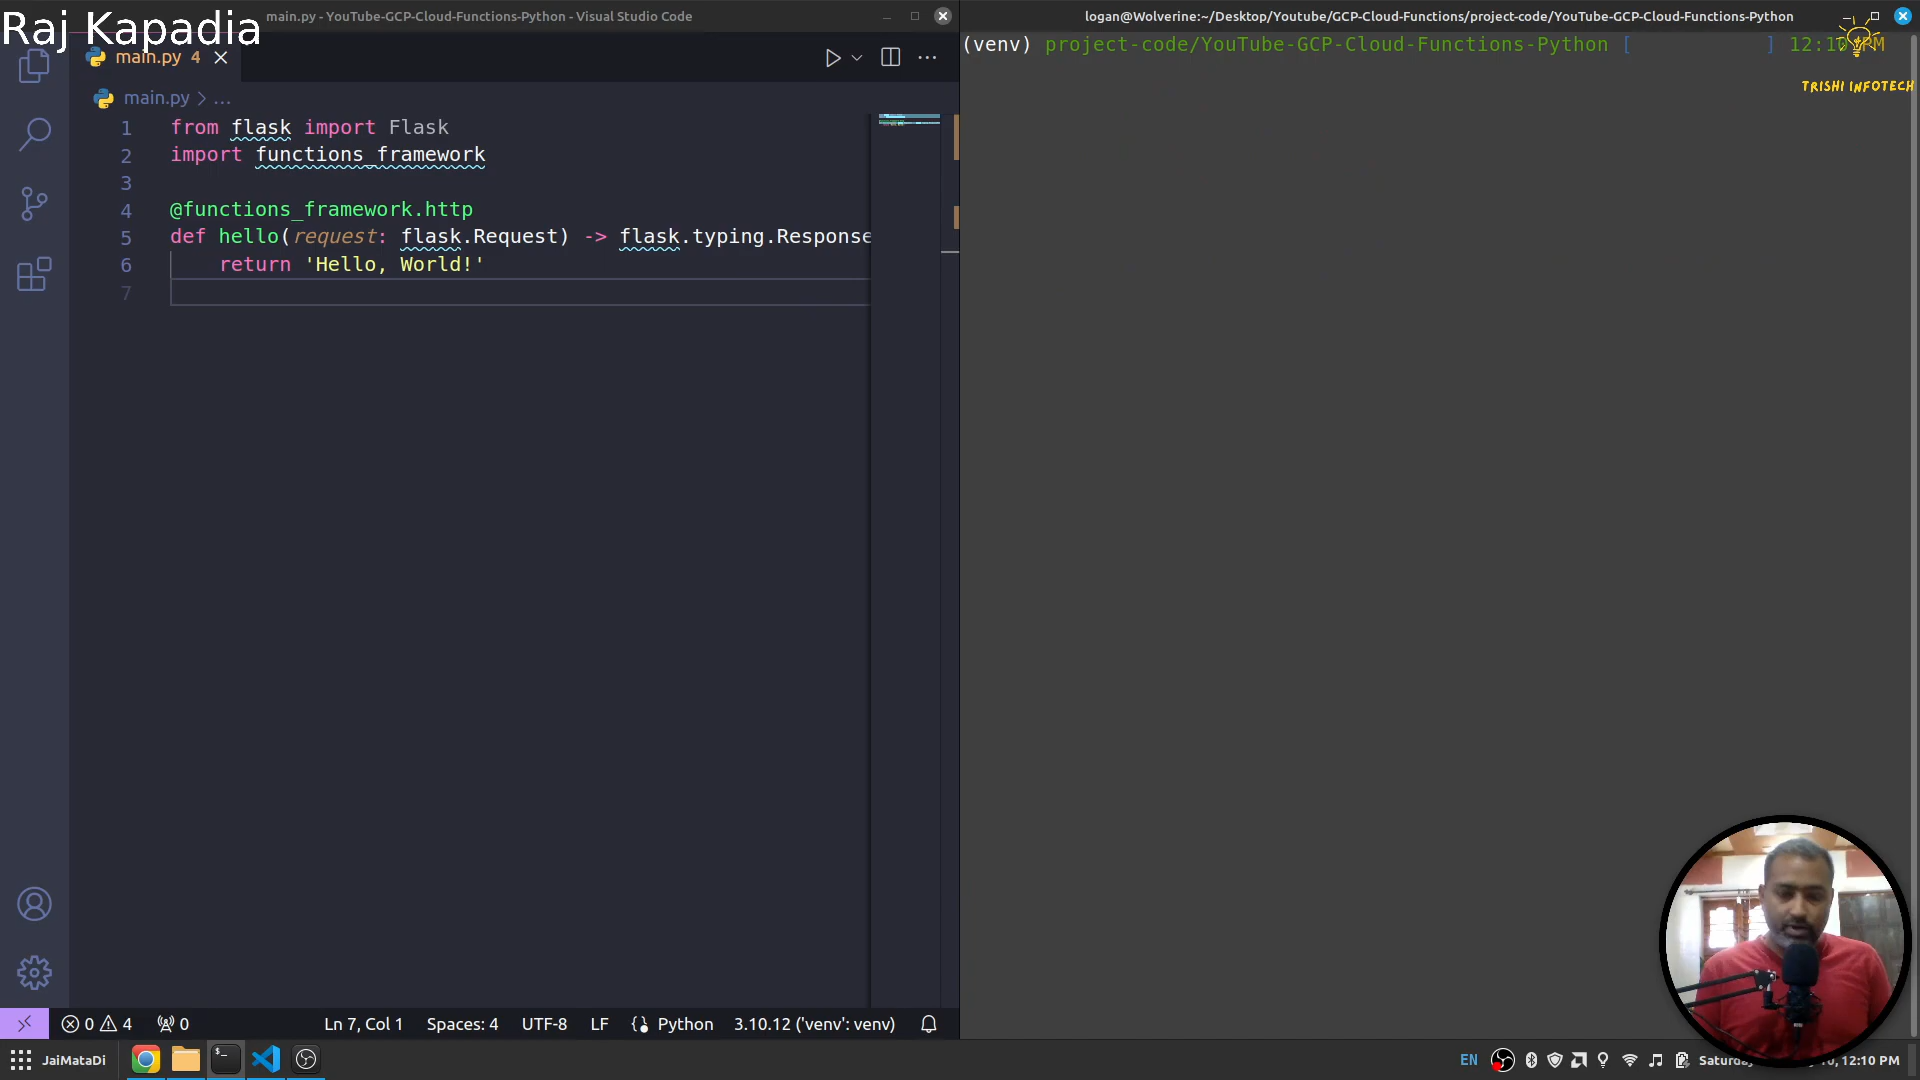 Raj Kapadia
main.py - YouTube-GCP-Cloud-Functions-Python - Visual Studio Code
main.py 4
main.py > ...
1 from flask import Flask
2 import functions_framework
3
4 @functions_framework.http
5 def hello(request: flask.Request) -> flask.typing.Response
6     return 'Hello, World!'
7
0 4 0 Ln 7, Col 1 Spaces: 4 UTF-8 LF Python 3.10.12 ('venv': venv)
logan@Wolverine:~/Desktop/Youtube/GCP-Cloud-Functions/project-code/YouTube-GCP-Cloud-Functions-Python
(venv) project-code/YouTube-GCP-Cloud-Functions-Python [ ] 12:10 PM
TRISHI INFOTECH
JaiMataDi
EN
12:10 PM